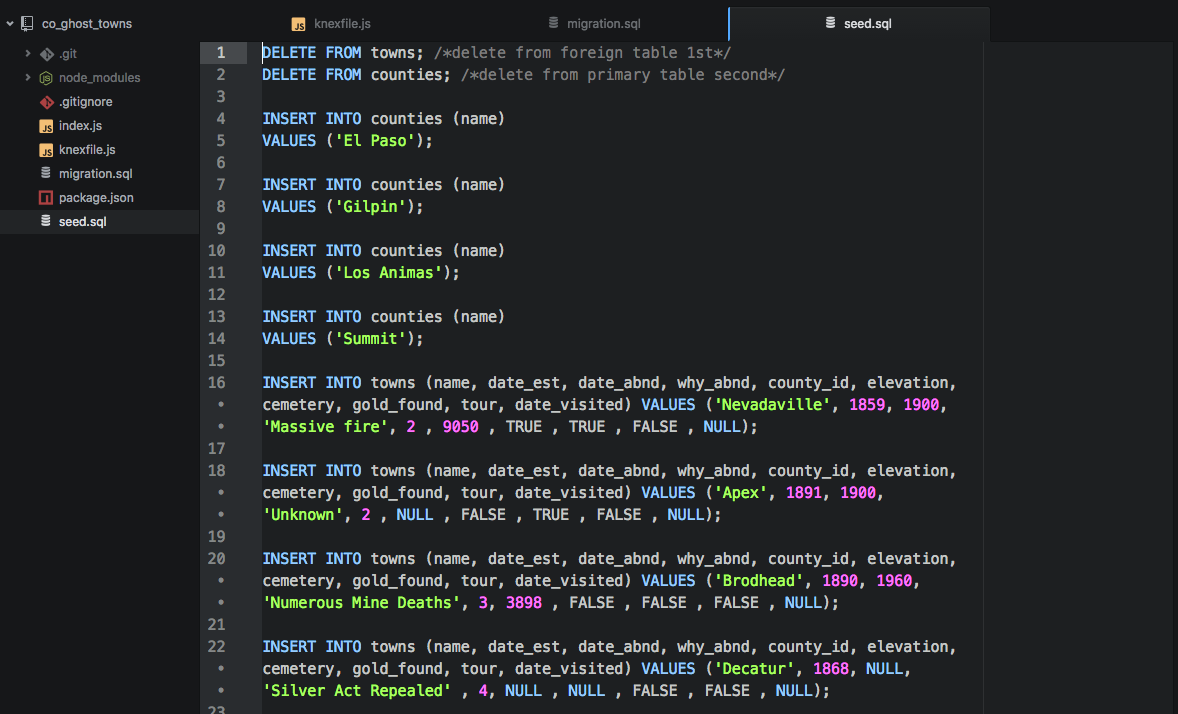 co_ghost_towns
knexfile.js
migration.sql
seed.sql
.git
node_modules
.gitignore
index.js
knexfile.js
migration.sql
package.json
seed.sql
1 DELETE FROM towns; /*delete from foreign table 1st*/
2 DELETE FROM counties; /*delete from primary table second*/
3
4 INSERT INTO counties (name)
5 VALUES ('El Paso');
6
7 INSERT INTO counties (name)
8 VALUES ('Gilpin');
9
10 INSERT INTO counties (name)
11 VALUES ('Los Animas');
12
13 INSERT INTO counties (name)
14 VALUES ('Summit');
15
16 INSERT INTO towns (name, date_est, date_abnd, why_abnd, county_id, elevation,
• cemetery, gold_found, tour, date_visited) VALUES ('Nevadaville', 1859, 1900,
• 'Massive fire', 2 , 9050 , TRUE , TRUE , FALSE , NULL);
17
18 INSERT INTO towns (name, date_est, date_abnd, why_abnd, county_id, elevation,
• cemetery, gold_found, tour, date_visited) VALUES ('Apex', 1891, 1900,
• 'Unknown', 2 , NULL , FALSE , TRUE , FALSE , NULL);
19
20 INSERT INTO towns (name, date_est, date_abnd, why_abnd, county_id, elevation,
• cemetery, gold_found, tour, date_visited) VALUES ('Brodhead', 1890, 1960,
• 'Numerous Mine Deaths', 3, 3898 , FALSE , FALSE , FALSE , NULL);
21
22 INSERT INTO towns (name, date_est, date_abnd, why_abnd, county_id, elevation,
• cemetery, gold_found, tour, date_visited) VALUES ('Decatur', 1868, NULL,
• 'Silver Act Repealed' , 4, NULL , NULL , FALSE , FALSE , NULL);
23